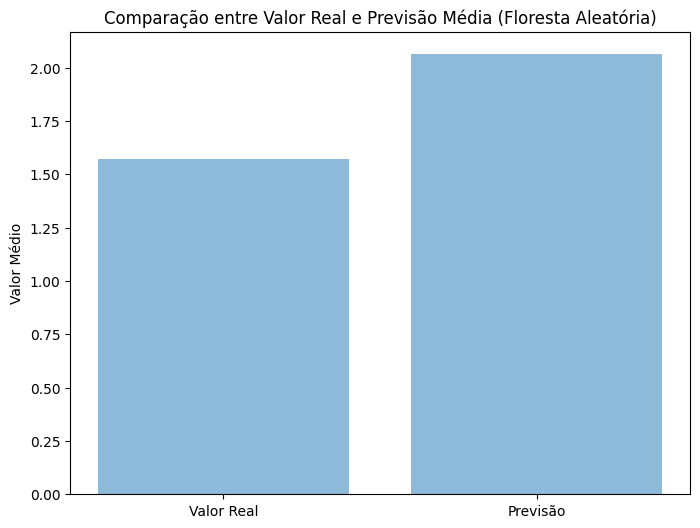 Comparação entre Valor Real e Previsão Média (Floresta Aleatória)
Valor Médio
2.00
1.75
1.50
1.25
1.00
0.75
0.50
0.25
0.00
Valor Real
Previsão